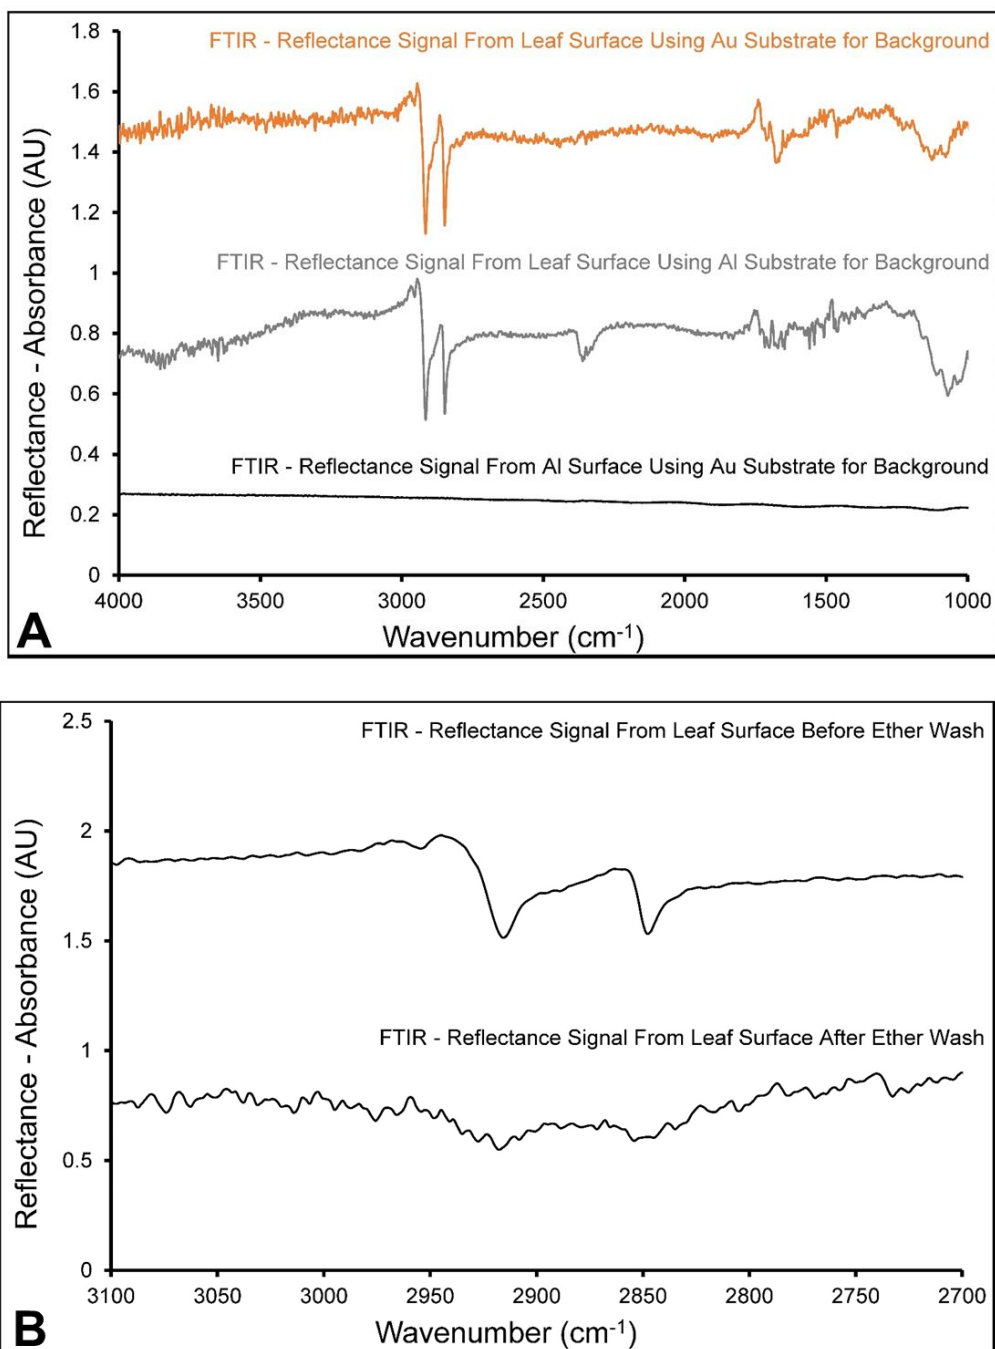 1.8
FTIR - Reflectance Signal From Leaf Surface Using Au Substrate for Background
1.6
1.4
1.2
1
FTIR - Reflectance Signal From Leaf Surface Using Al Substrate for Background
0.8
0.6
0.4
FTIR - Reflectance Signal From Al Surface Using Au Substrate for Background
0.2
0
Reflectance - Absorbance (AU)
4000 3500 3000 2500 2000 1500 1000
Wavenumber (cm⁻¹)
A
2.5
FTIR - Reflectance Signal From Leaf Surface Before Ether Wash
2
1.5
FTIR - Reflectance Signal From Leaf Surface After Ether Wash
1
0.5
0
Reflectance - Absorbance (AU)
3100 3050 3000 2950 2900 2850 2800 2750 2700
Wavenumber (cm⁻¹)
B